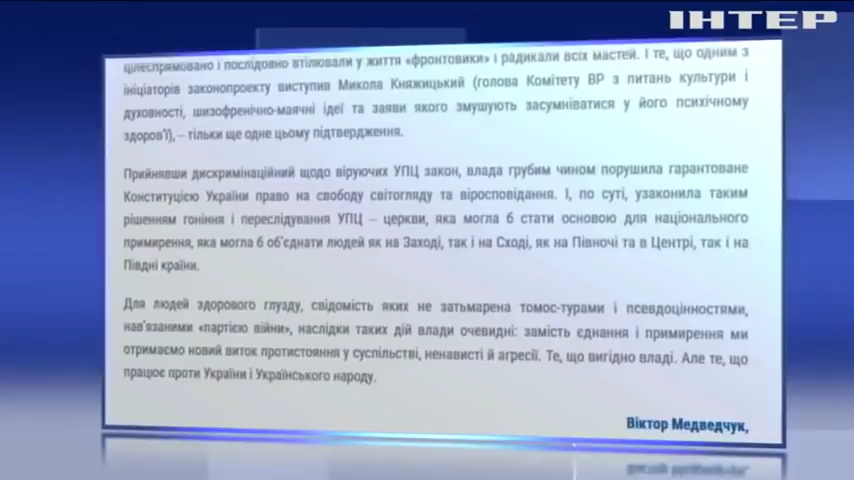 ІНТЕР
цілеспрямовано і послідовно втілювали у життя «фронтовики» і радикали всіх мастей. І те, що одним з
ініціаторів законопроекту виступив Микола Княжицький (голова Комітету ВР з питань культури і
духовності, шизофренічно-маячні ідеї та заяви якого змушують засумніватися у його психічному
здоров'ї), – тільки ще одне цьому підтвердження.
Прийнявши дискримінаційний щодо віруючих УПЦ закон, влада грубим чином порушила гарантоване
Конституцією України право на свободу світогляду та віросповідання. І, по суті, узаконила таким
рішенням гоніння і переслідування УПЦ – церкви, яка могла б стати основою для національного
примирення, яка могла б об'єднати людей як на Заході, так і на Сході, як на Півночі та в Центрі, так і на
Півдні країни.
Для людей здорового глузду, свідомість яких не затьмарена томос-турами і псевдоцінностями,
нав'язаними «партією війни», наслідки таких дій влади очевидні: замість єднання і примирення ми
отримаємо новий виток протистояння у суспільстві, ненависті й агресії. Те, що вигідно владі. Але те, що
працює проти України і Українського народу.
Віктор Медведчук,